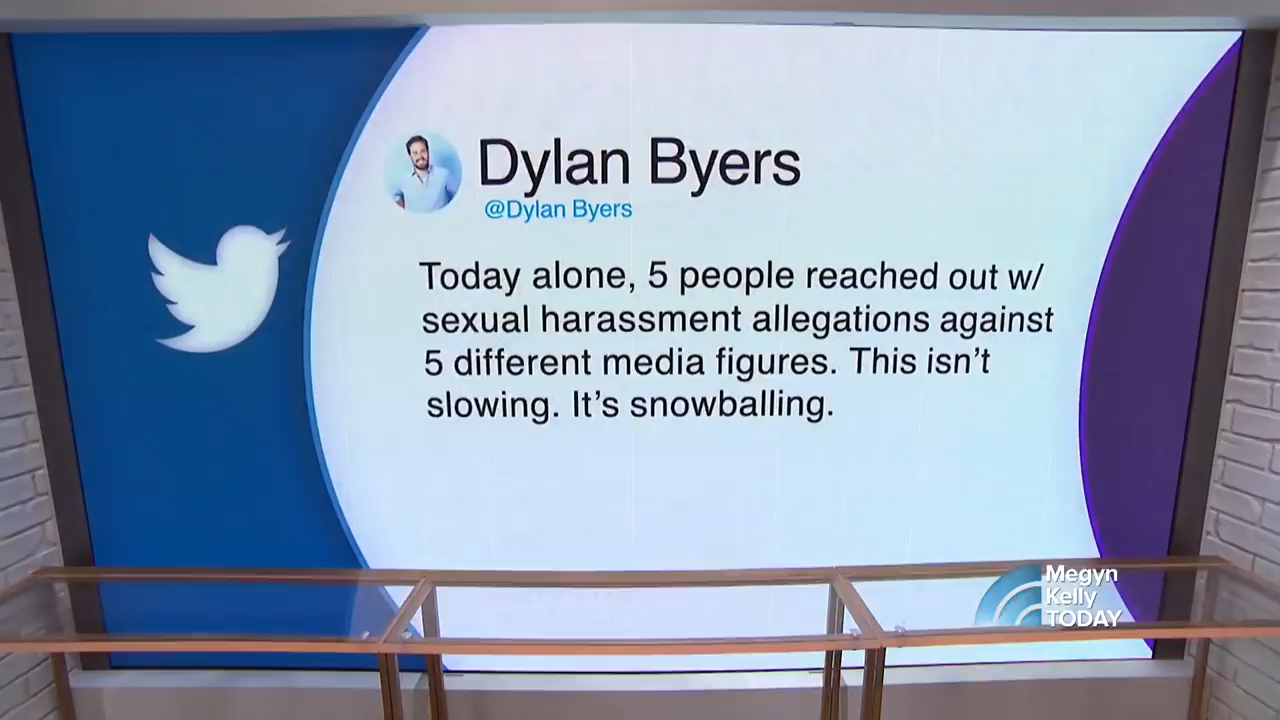 Dylan Byers
@Dylan Byers
Today alone, 5 people reached out w/
sexual harassment allegations against
5 different media figures. This isn't
slowing. It's snowballing.
Megyn
Kelly
TODAY